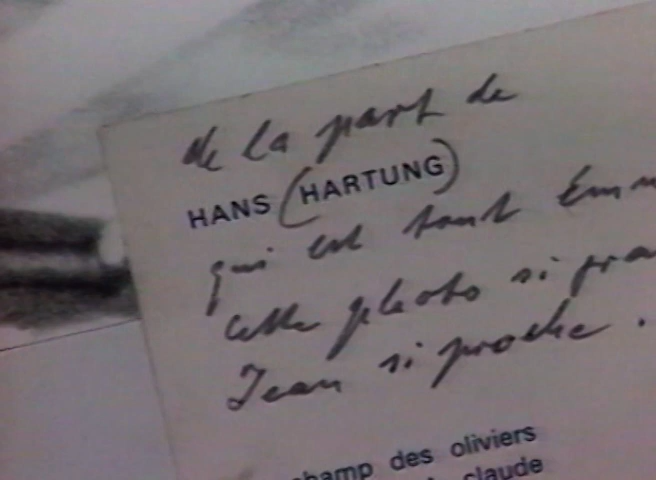 de la part de
HANS (HARTUNG)
qui est tout
cette photo si
Jean si proche.
champ des oliviers
claude